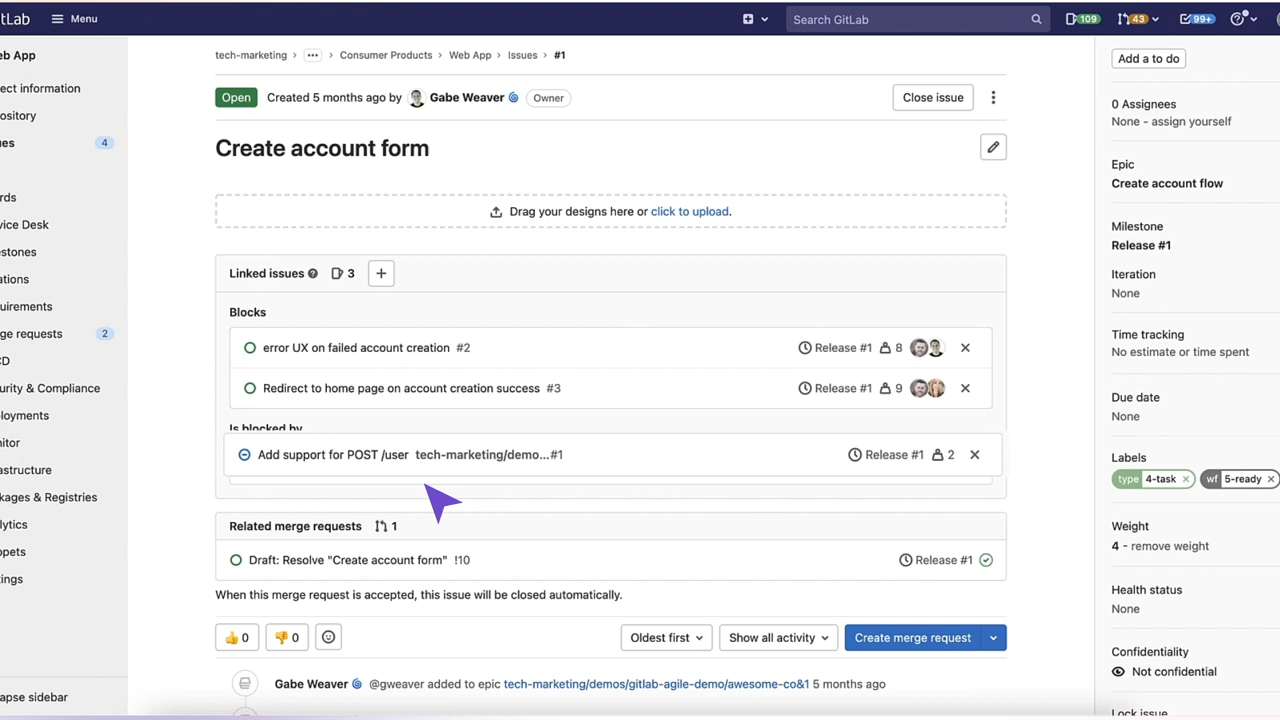 tLab Menu Search GitLab 109 43 99+
eb App
ect information
ository
ues 4
rds
vice Desk
estones
ations
uirements
ge requests 2
CD
urity & Compliance
loyments
nitor
astructure
kages & Registries
lytics
ppets
ings
apse sidebar
tech-marketing › ••• › Consumer Products › Web App › Issues › #1
Open Created 5 months ago by Gabe Weaver Owner Close issue
Create account form
Drag your designs here or click to upload.
Linked issues 3 +
Blocks
error UX on failed account creation #2 Release #1 8
Redirect to home page on account creation success #3 Release #1 9
Is blocked by
Add support for POST /user tech-marketing/demo...#1 Release #1 2
Related merge requests 1
Draft: Resolve "Create account form" !10 Release #1
When this merge request is accepted, this issue will be closed automatically.
👍 0 👎 0 Oldest first Show all activity Create merge request
Gabe Weaver @gweaver added to epic tech-marketing/demos/gitlab-agile-demo/awesome-co&1 5 months ago
Add a to do
0 Assignees
None - assign yourself
Epic
Create account flow
Milestone
Release #1
Iteration
None
Time tracking
No estimate or time spent
Due date
None
Labels
type 4-task × wf 5-ready ×
Weight
4 - remove weight
Health status
None
Confidentiality
Not confidential
Lock issue